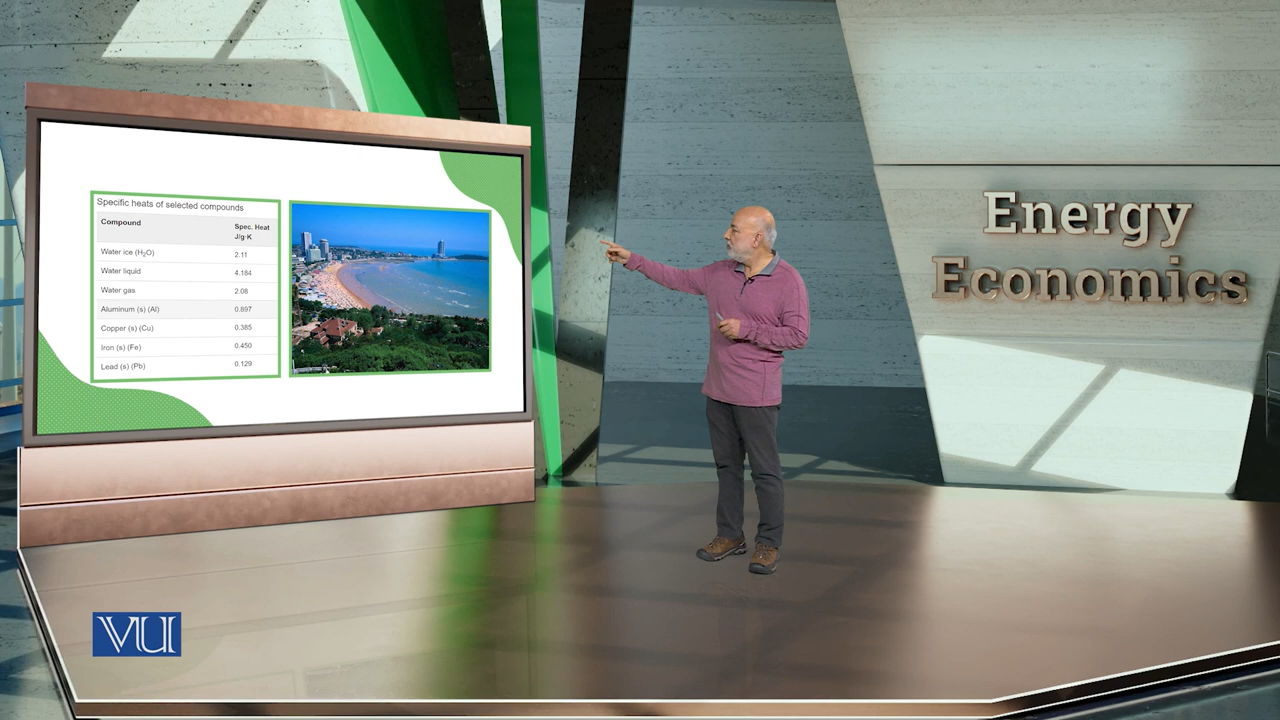 Specific heats of selected compounds
Compound Spec. Heat
J/g·K
Water ice (H₂O) 2.11
Water liquid 4.184
Water gas 2.08
Aluminum (s) (Al) 0.897
Copper (s) (Cu) 0.385
Iron (s) (Fe) 0.450
Lead (s) (Pb) 0.129
Energy
Economics
VU